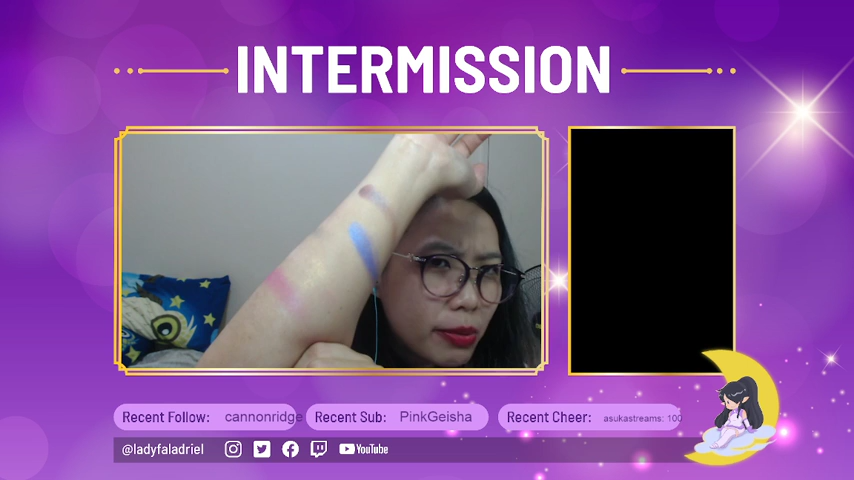 INTERMISSION
Recent Follow: cannonridge Recent Sub: PinkGeisha Recent Cheer: asukastreams: 100
@ladyfaladriel YouTube